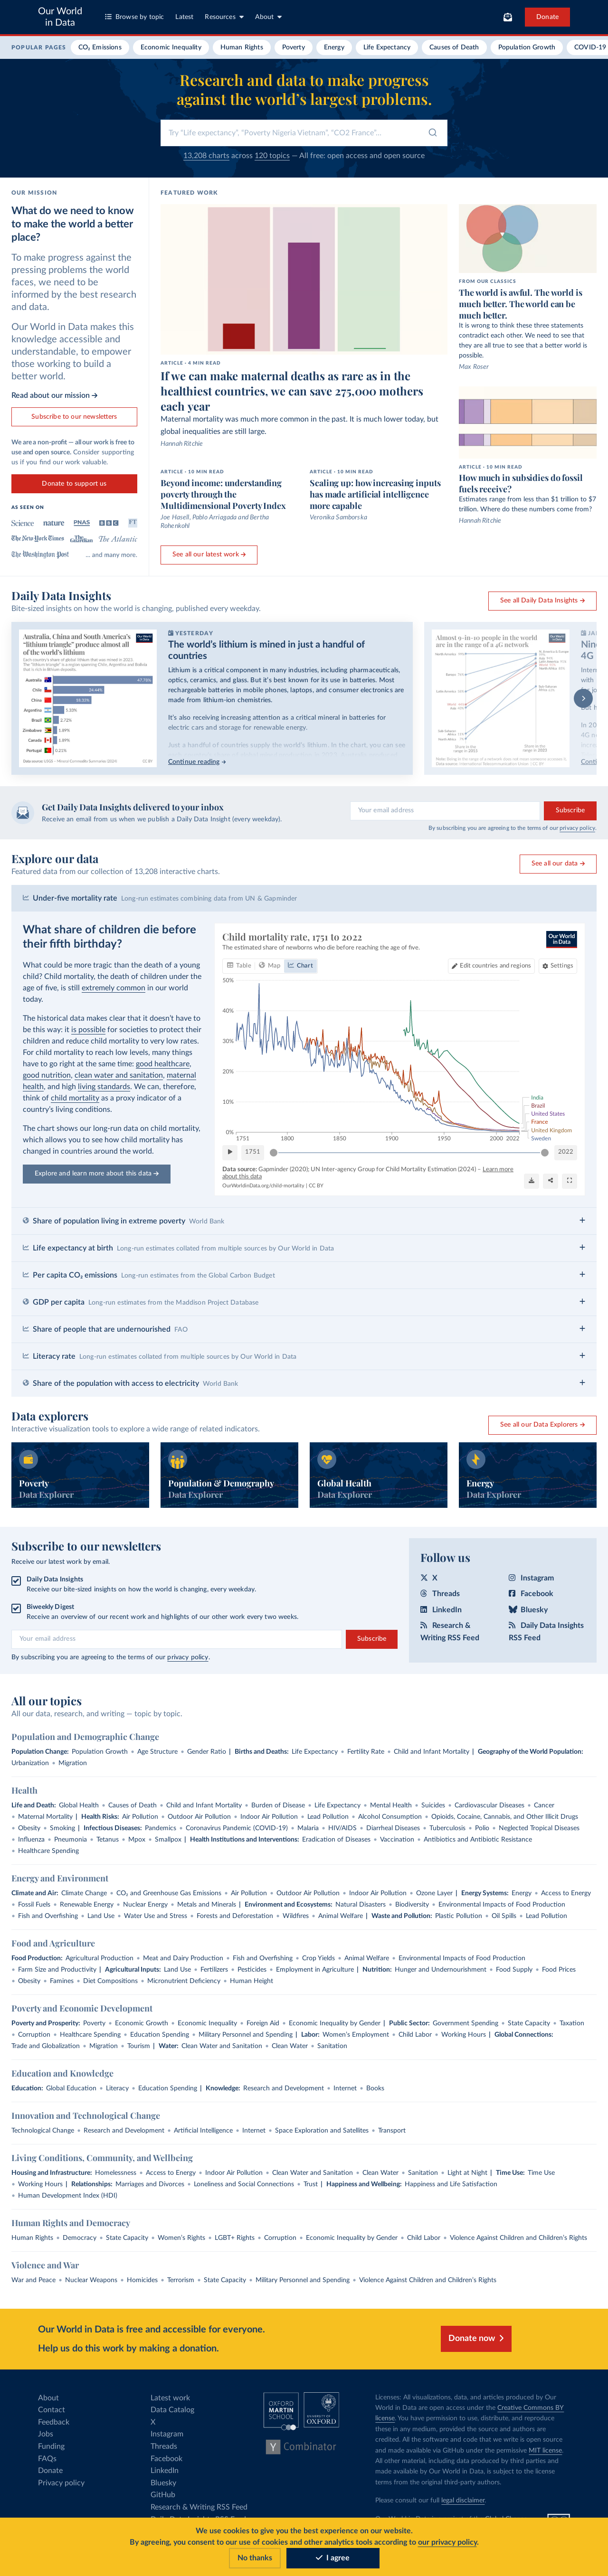 Our World
in Data
Browse by topic
Latest
Resources
About
Donate
POPULAR PAGES
CO₂ Emissions
Economic Inequality
Human Rights
Poverty
Energy
Life Expectancy
Causes of Death
Population Growth
COVID-19
Research and data to make progress
against the world's largest problems.
Try "Life expectancy", "Poverty Nigeria Vietnam", "CO2 France"...
13,208 charts across 120 topics — All free: open access and open source
OUR MISSION
What do we need to know
to make the world a better
place?
To make progress against the
pressing problems the world
faces, we need to be
informed by the best research
and data.
Our World in Data makes this
knowledge accessible and
understandable, to empower
those working to build a
better world.
Read about our mission →
Subscribe to our newsletters
We are a non-profit — all our work is free to
use and open source. Consider supporting
us if you find our work valuable.
Donate to support us
AS SEEN ON
Science
nature
PNAS
BBC
FT
The New York Times
The Guardian
The Atlantic
The Washington Post
... and many more.
FEATURED WORK
ARTICLE · 4 MIN READ
If we can make maternal deaths as rare as in the
healthiest countries, we can save 275,000 mothers
each year
Maternal mortality was much more common in the past. It is much lower today, but
global inequalities are still large.
Hannah Ritchie
ARTICLE · 10 MIN READ
Beyond income: understanding
poverty through the
Multidimensional Poverty Index
Joe Hasell, Pablo Arriagada and Bertha
Rohenkohl
ARTICLE · 10 MIN READ
Scaling up: how increasing inputs
has made artificial intelligence
more capable
Veronika Samborska
See all our latest work →
FROM OUR CLASSICS
The world is awful. The world is
much better. The world can be
much better.
It is wrong to think these three statements
contradict each other. We need to see that
they are all true to see that a better world is
possible.
Max Roser
ARTICLE · 10 MIN READ
How much in subsidies do fossil
fuels receive?
Estimates range from less than $1 trillion to $7
trillion. Where do these numbers come from?
Hannah Ritchie
Daily Data Insights
Bite-sized insights on how the world is changing, published every weekday.
See all Daily Data Insights →
Australia, China and South America's
"lithium triangle" produce almost all
of the world's lithium
Australia
Chile
China
Argentina
Brazil
Zimbabwe
Canada
Portugal
YESTERDAY
The world's lithium is mined in just a handful of
countries
Lithium is a critical component in many industries, including pharmaceuticals,
optics, ceramics, and glass. But it's best known for its use in batteries. Most
rechargeable batteries in mobile phones, laptops, and larger electronics are
made from lithium-ion chemistries.
It's also receiving increasing attention as a critical mineral in batteries for
electric cars and storage for renewable energy.
Just a handful of countries supply the world's lithium. In the chart, you can see
Continue reading →
Almost 9-in-10 people in the world
are in the range of a 4G network
Get Daily Data Insights delivered to your inbox
Receive an email from us when we publish a Daily Data Insight (every weekday).
Your email address
Subscribe
By subscribing you are agreeing to the terms of our privacy policy.
Explore our data
Featured data from our collection of 13,208 interactive charts.
See all our data →
Under-five mortality rate Long-run estimates combining data from UN & Gapminder
What share of children die before
their fifth birthday?
What could be more tragic than the death of a young
child? Child mortality, the death of children under the
age of five, is still extremely common in our world
today.
The historical data makes clear that it doesn't have to
be this way: it is possible for societies to protect their
children and reduce child mortality to very low rates.
For child mortality to reach low levels, many things
have to go right at the same time: good healthcare,
good nutrition, clean water and sanitation, maternal
health, and high living standards. We can, therefore,
think of child mortality as a proxy indicator of a
country's living conditions.
The chart shows our long-run data on child mortality,
which allows you to see how child mortality has
changed in countries around the world.
Explore and learn more about this data →
Child mortality rate, 1751 to 2022
The estimated share of newborns who die before reaching the age of five.
Our World
in Data
Table
Map
Chart
Edit countries and regions
Settings
50%
40%
30%
20%
10%
0%
1751
1800
1850
1900
1950
2000
2022
India
Brazil
United States
France
United Kingdom
Sweden
1751
2022
Data source: Gapminder (2020); UN Inter-agency Group for Child Mortality Estimation (2024) – Learn more
about this data
OurWorldinData.org/child-mortality | CC BY
Share of population living in extreme poverty World Bank
Life expectancy at birth Long-run estimates collated from multiple sources by Our World in Data
Per capita CO₂ emissions Long-run estimates from the Global Carbon Budget
GDP per capita Long-run estimates from the Maddison Project Database
Share of people that are undernourished FAO
Literacy rate Long-run estimates collated from multiple sources by Our World in Data
Share of the population with access to electricity World Bank
Data explorers
Interactive visualization tools to explore a wide range of related indicators.
See all our Data Explorers →
Poverty
Data Explorer
Population & Demography
Data Explorer
Global Health
Data Explorer
Energy
Data Explorer
Subscribe to our newsletters
Receive our latest work by email.
Daily Data Insights
Receive our bite-sized insights on how the world is changing, every weekday.
Biweekly Digest
Receive an overview of our recent work and highlights of our other work every two weeks.
Your email address
Subscribe
By subscribing you are agreeing to the terms of our privacy policy.
Follow us
X
Instagram
Threads
Facebook
LinkedIn
Bluesky
Research &
Writing RSS Feed
Daily Data Insights
RSS Feed
All our topics
All our data, research, and writing — topic by topic.
Population and Demographic Change
Population Change: Population Growth • Age Structure • Gender Ratio | Births and Deaths: Life Expectancy • Fertility Rate • Child and Infant Mortality | Geography of the World Population:
Urbanization • Migration
Health
Life and Death: Global Health • Causes of Death • Child and Infant Mortality • Burden of Disease • Life Expectancy • Mental Health • Suicides • Cardiovascular Diseases • Cancer
• Maternal Mortality | Health Risks: Air Pollution • Outdoor Air Pollution • Indoor Air Pollution • Lead Pollution • Alcohol Consumption • Opioids, Cocaine, Cannabis, and Other Illicit Drugs
• Obesity • Smoking | Infectious Diseases: Pandemics • Coronavirus Pandemic (COVID-19) • Malaria • HIV/AIDS • Diarrheal Diseases • Tuberculosis • Polio • Neglected Tropical Diseases
• Influenza • Pneumonia • Tetanus • Mpox • Smallpox | Health Institutions and Interventions: Eradication of Diseases • Vaccination • Antibiotics and Antibiotic Resistance
• Healthcare Spending
Energy and Environment
Climate and Air: Climate Change • CO₂ and Greenhouse Gas Emissions • Air Pollution • Outdoor Air Pollution • Indoor Air Pollution • Ozone Layer | Energy Systems: Energy • Access to Energy
• Fossil Fuels • Renewable Energy • Nuclear Energy • Metals and Minerals | Environment and Ecosystems: Natural Disasters • Biodiversity • Environmental Impacts of Food Production
• Fish and Overfishing • Land Use • Water Use and Stress • Forests and Deforestation • Wildfires • Animal Welfare | Waste and Pollution: Plastic Pollution • Oil Spills • Lead Pollution
Food and Agriculture
Food Production: Agricultural Production • Meat and Dairy Production • Fish and Overfishing • Crop Yields • Animal Welfare • Environmental Impacts of Food Production
• Farm Size and Productivity | Agricultural Inputs: Land Use • Fertilizers • Pesticides • Employment in Agriculture | Nutrition: Hunger and Undernourishment • Food Supply • Food Prices
• Obesity • Famines • Diet Compositions • Micronutrient Deficiency • Human Height
Poverty and Economic Development
Poverty and Prosperity: Poverty • Economic Growth • Economic Inequality • Foreign Aid • Economic Inequality by Gender | Public Sector: Government Spending • State Capacity • Taxation
• Corruption • Healthcare Spending • Education Spending • Military Personnel and Spending | Labor: Women's Employment • Child Labor • Working Hours | Global Connections:
Trade and Globalization • Migration • Tourism | Water: Clean Water and Sanitation • Clean Water • Sanitation
Education and Knowledge
Education: Global Education • Literacy • Education Spending | Knowledge: Research and Development • Internet • Books
Innovation and Technological Change
Technological Change • Research and Development • Artificial Intelligence • Internet • Space Exploration and Satellites • Transport
Living Conditions, Community, and Wellbeing
Housing and Infrastructure: Homelessness • Access to Energy • Indoor Air Pollution • Clean Water and Sanitation • Clean Water • Sanitation • Light at Night | Time Use: Time Use
• Working Hours | Relationships: Marriages and Divorces • Loneliness and Social Connections • Trust | Happiness and Wellbeing: Happiness and Life Satisfaction
• Human Development Index (HDI)
Human Rights and Democracy
Human Rights • Democracy • State Capacity • Women's Rights • LGBT+ Rights • Corruption • Economic Inequality by Gender • Child Labor • Violence Against Children and Children's Rights
Violence and War
War and Peace • Nuclear Weapons • Homicides • Terrorism • State Capacity • Military Personnel and Spending • Violence Against Children and Children's Rights
Our World in Data is free and accessible for everyone.
Help us do this work by making a donation.
Donate now
About
Contact
Feedback
Jobs
Funding
FAQs
Donate
Privacy policy
Latest work
Data Catalog
X
Instagram
Threads
Facebook
LinkedIn
Bluesky
GitHub
Research & Writing RSS Feed
OXFORD
MARTIN
SCHOOL
UNIVERSITY OF
OXFORD
Y Combinator
Licenses: All visualizations, data, and articles produced by Our
World in Data are open access under the Creative Commons BY
license. You have permission to use, distribute, and reproduce
these in any medium, provided the source and authors are
credited. All the software and code that we write is open source
and made available via GitHub under the permissive MIT license.
All other material, including data produced by third parties and
made available by Our World in Data, is subject to the license
terms from the original third-party authors.
Please consult our full legal disclaimer.
We use cookies to give you the best experience on our website.
By agreeing, you consent to our use of cookies and other analytics tools according to our privacy policy.
No thanks
I agree